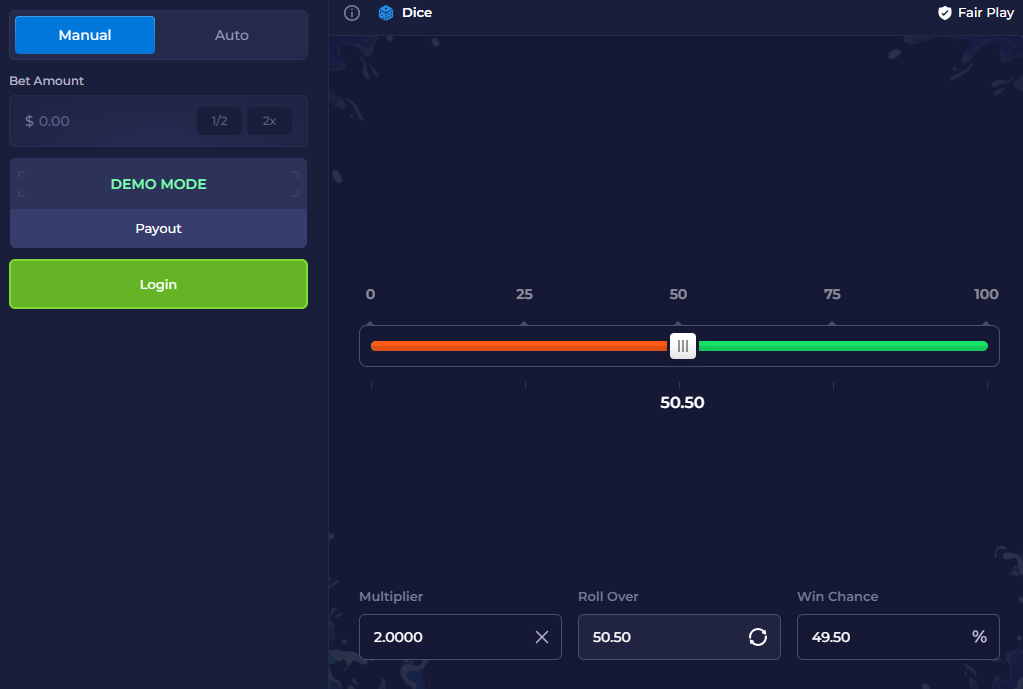 Manual
Auto
Bet Amount
$ 0.00
1/2
2x
DEMO MODE
Payout
Login
Dice
Fair Play
0
25
50
75
100
50.50
Multiplier
Roll Over
Win Chance
2.0000
50.50
49.50
%